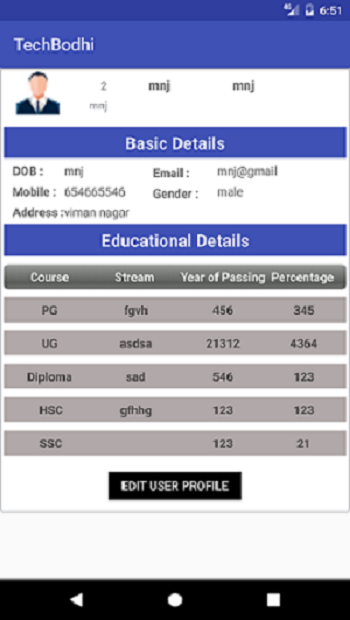 6:51
TechBodhi
2 mnj mnj
mnj
Basic Details
DOB : mnj Email : mnj@gmail
Mobile : 654665546 Gender : male
Address :viman nagar
Educational Details
Course Stream Year of Passing Percentage
PG fgvh 456 345
UG asdsa 21312 4364
Diploma sad 546 123
HSC gfhhg 123 123
SSC 123 21
EDIT USER PROFILE